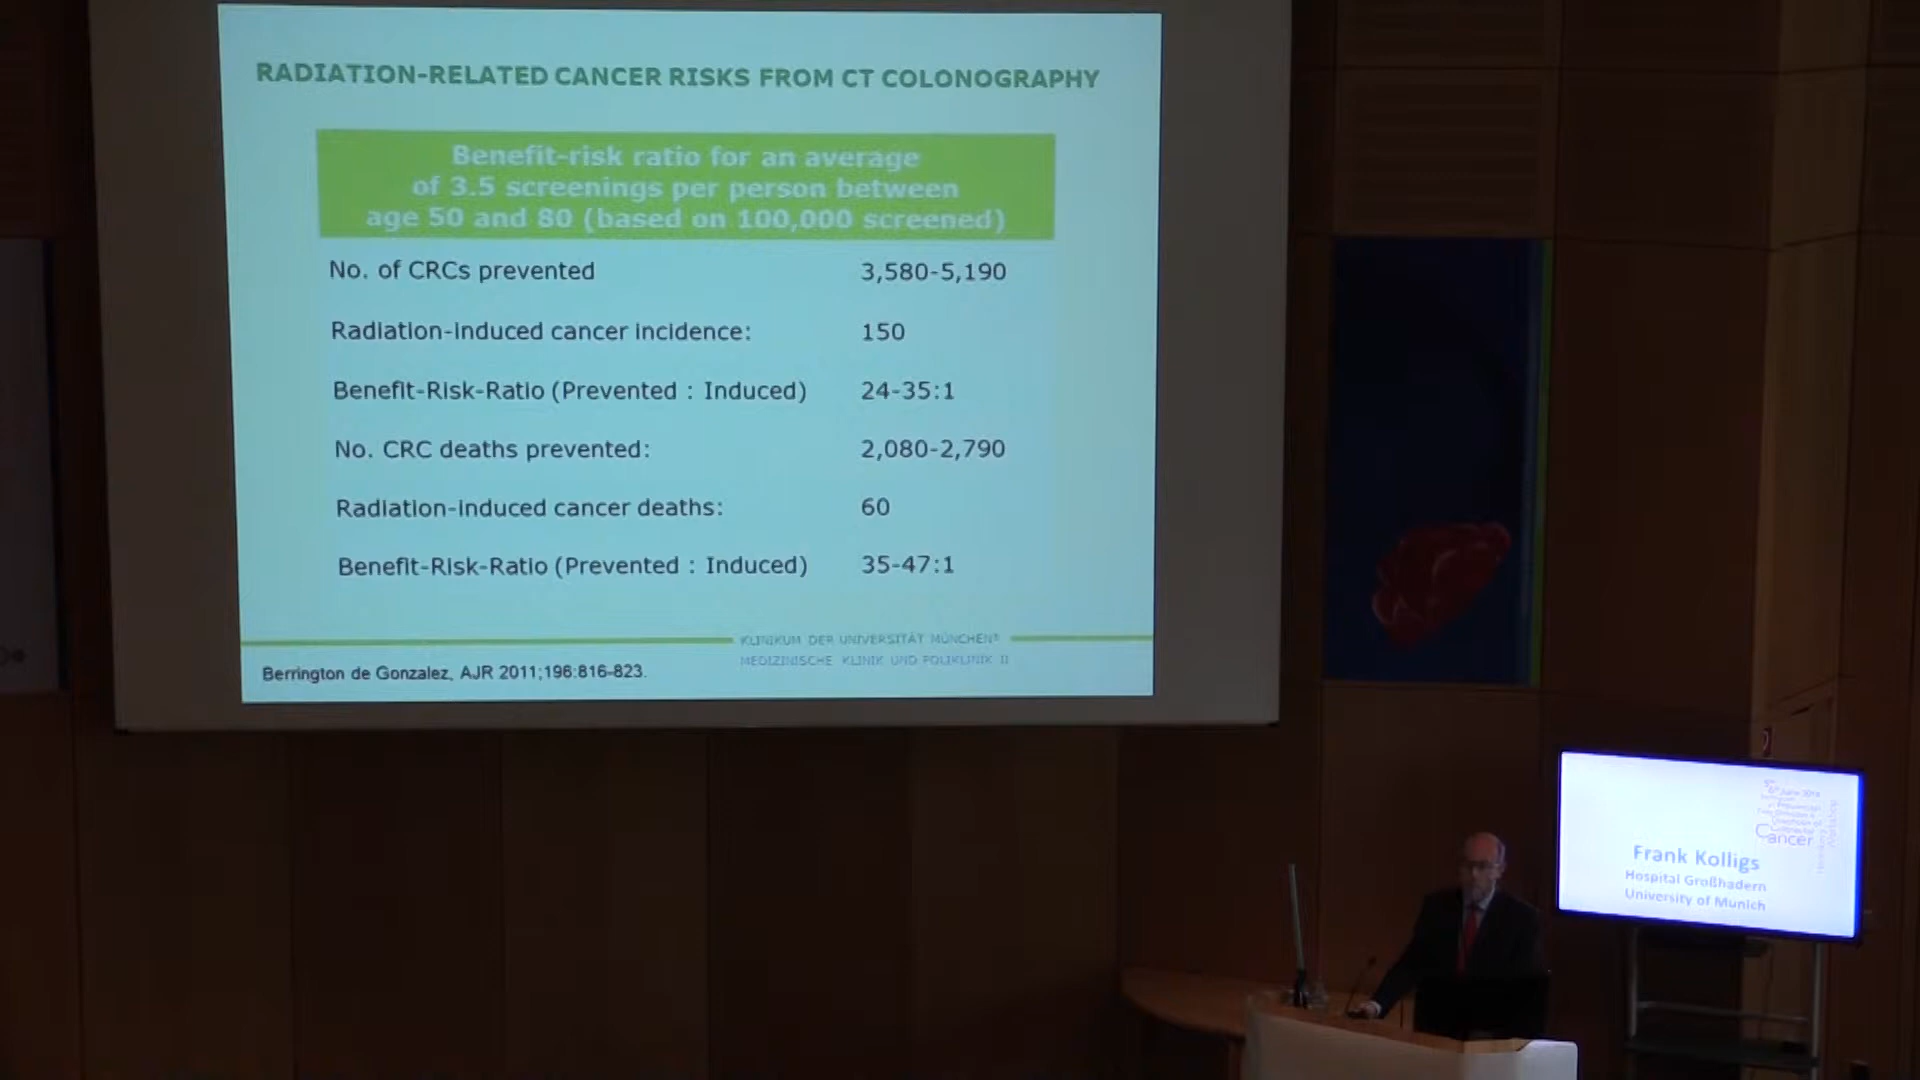 RADIATION-RELATED CANCER RISKS FROM CT COLONOGRAPHY
Benefit-risk ratio for an average
of 3.5 screenings per person between
age 50 and 80 (based on 100,000 screened)
No. of CRCs prevented 3,580-5,190
Radiation-induced cancer incidence: 150
Benefit-Risk-Ratio (Prevented : Induced) 24-35:1
No. CRC deaths prevented: 2,080-2,790
Radiation-induced cancer deaths: 60
Benefit-Risk-Ratio (Prevented : Induced) 35-47:1
KLINIKUM DER UNIVERSITÄT MÜNCHEN®
MEDIZINISCHE KLINIK UND POLIKLINIK II
Berrington de Gonzalez, AJR 2011;196:816-823.
Cancer
Frank Kolligs
Hospital Großhadern
University of Munich